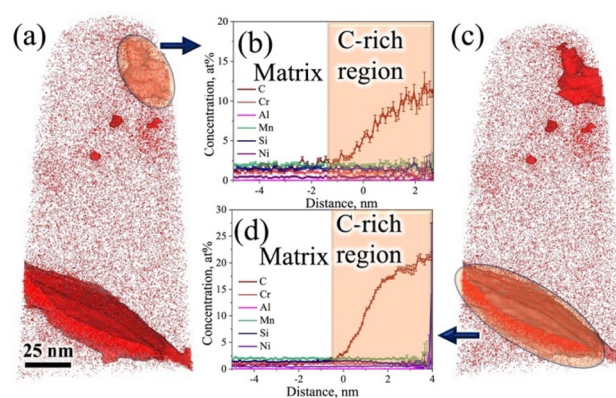 (a)
25 nm
(b)
C-rich
region
Matrix
C
Cr
Al
Mn
Si
Ni
Concentration, at%
20
15
10
5
0
-4
-2
0
2
Distance, nm
(d)
C-rich
region
Matrix
C
Cr
Al
Mn
Si
Ni
Concentration, at%
30
25
20
15
10
5
0
-4
-2
0
2
4
Distance, nm
(c)